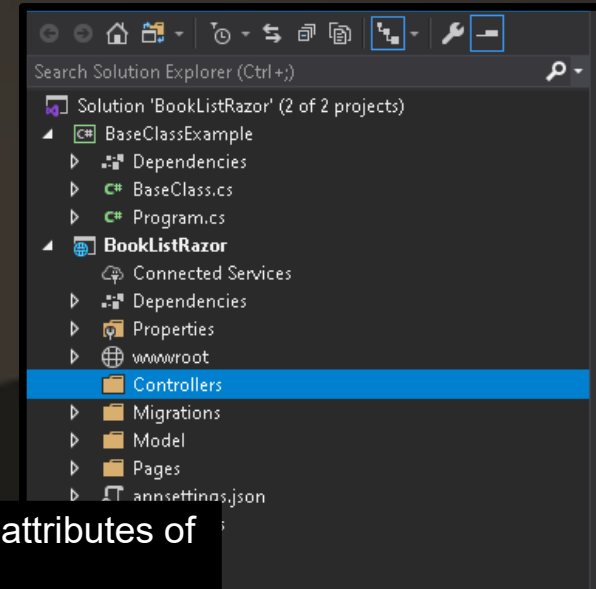 Search Solution Explorer (Ctrl+;)
Solution 'BookListRazor' (2 of 2 projects)
C# BaseClassExample
Dependencies
C# BaseClass.cs
C# Program.cs
BookListRazor
Connected Services
Dependencies
Properties
wwwroot
Controllers
Migrations
Model
Pages
appsettings.json
attributes of